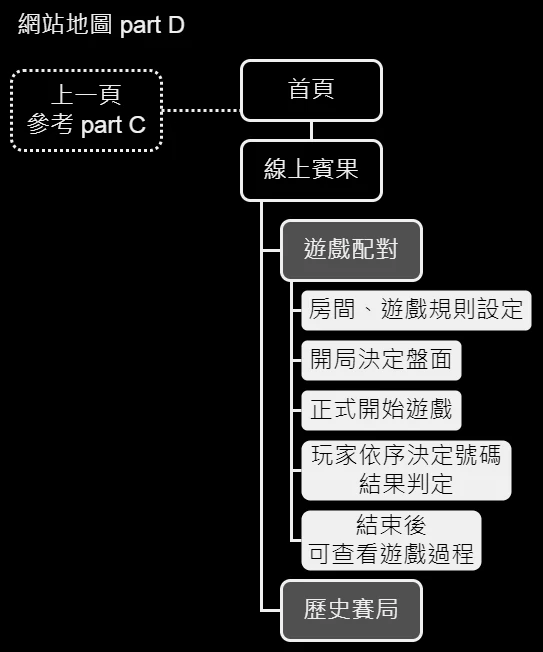 網站地圖 part D
上一頁
參考 part C
首頁
線上賓果
遊戲配對
房間、遊戲規則設定
開局決定盤面
正式開始遊戲
玩家依序決定號碼
結果判定
結束後
可查看遊戲過程
歷史賽局